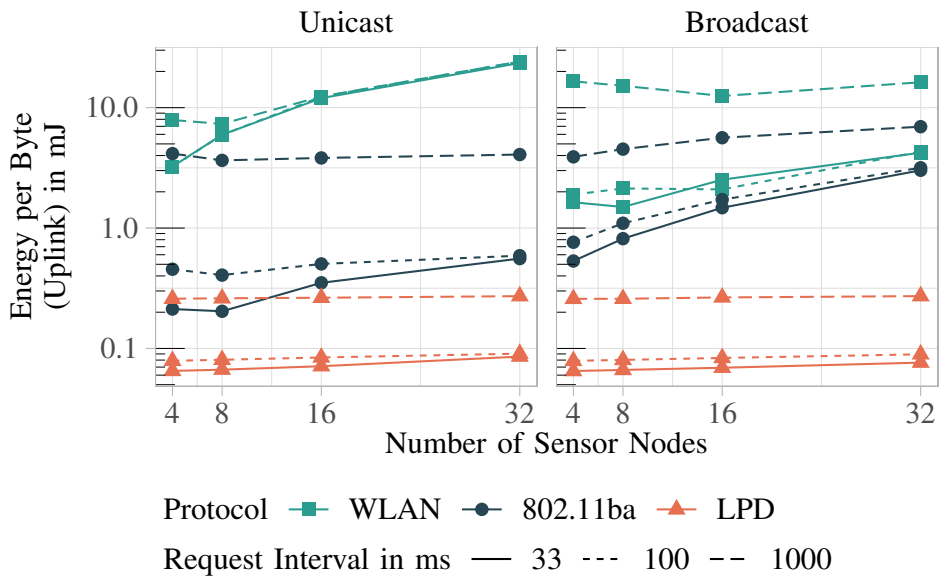 Unicast Broadcast
Energy per Byte
(Uplink) in mJ
10.0
1.0
0.1
4 8 16 32 4 8 16 32
Number of Sensor Nodes
Protocol WLAN 802.11ba LPD
Request Interval in ms 33 100 1000